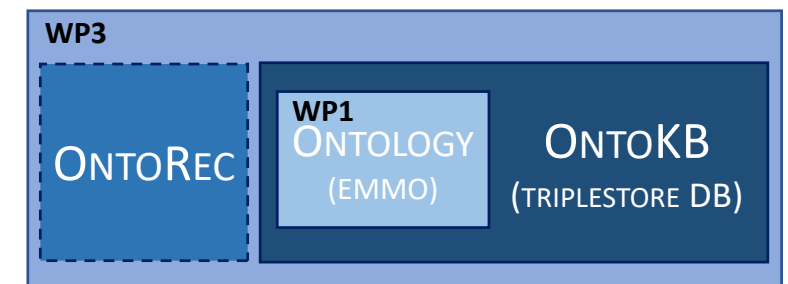 WP3
ONTOREC
WP1
ONTOLOGY
(EMMO)
ONTOKB
(TRIPLESTORE DB)